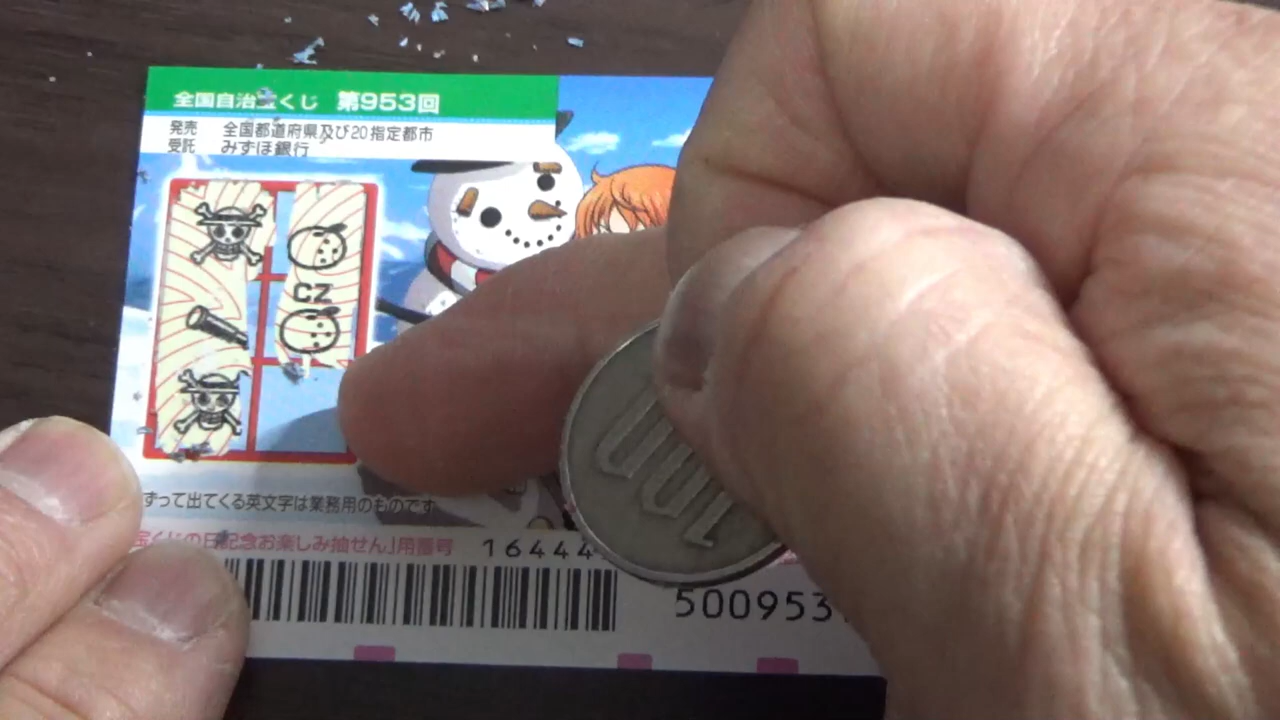 全国自治宝くじ 第953回
発売 全国都道府県及び20指定都市
受託 みずほ銀行
CZ
ずって出てくる英文字は業務用のものです
宝くじの日記念お楽しみ抽せん」用番号 16444
500953
100